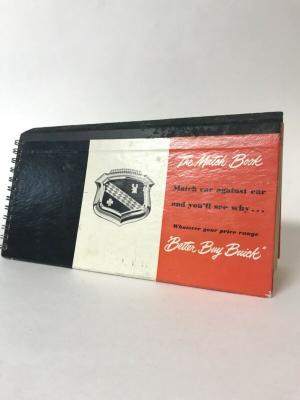 The Match Book
Match car against car
and you'll see why...
Whatever your price range
"Better Buy Buick"